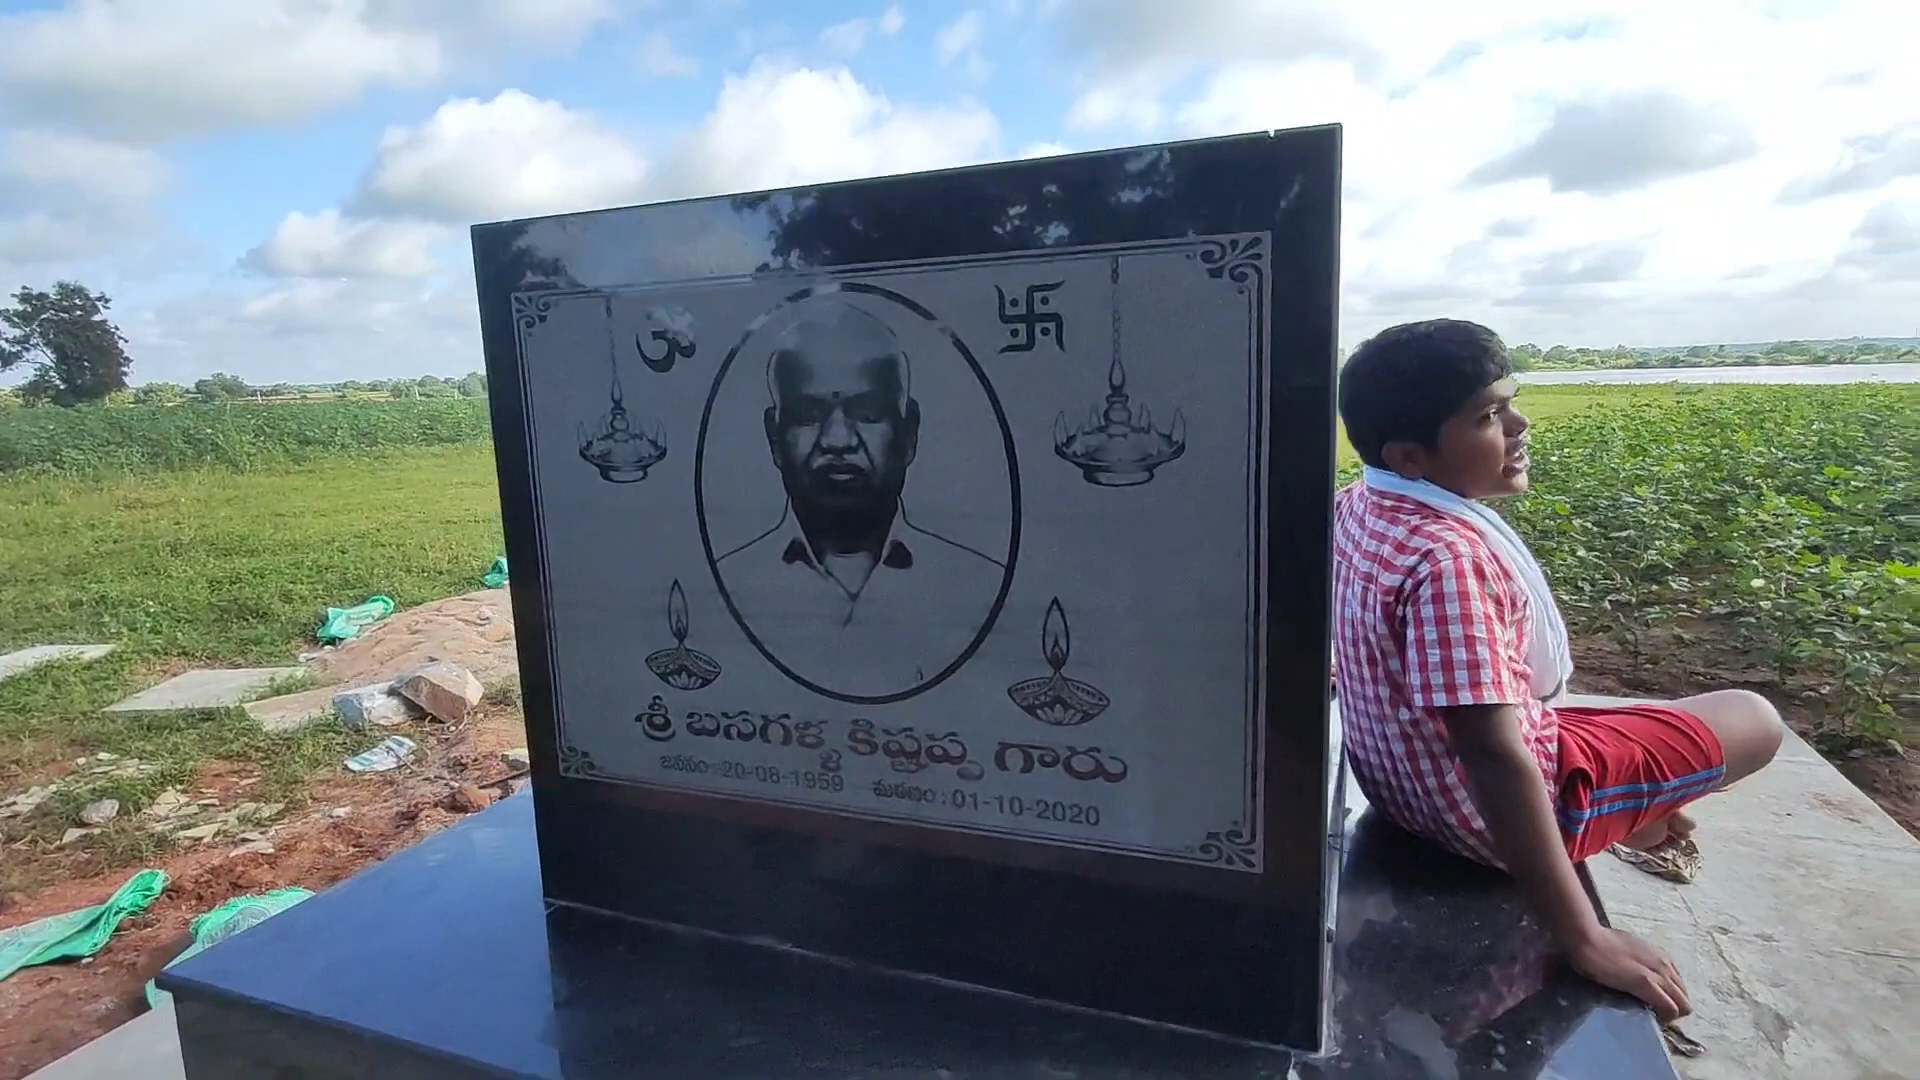 ॐ
శ్రీ బసగళ్ళ కిష్టప్ప గారు
జననం: 20-08-1959 మరణం: 01-10-2020